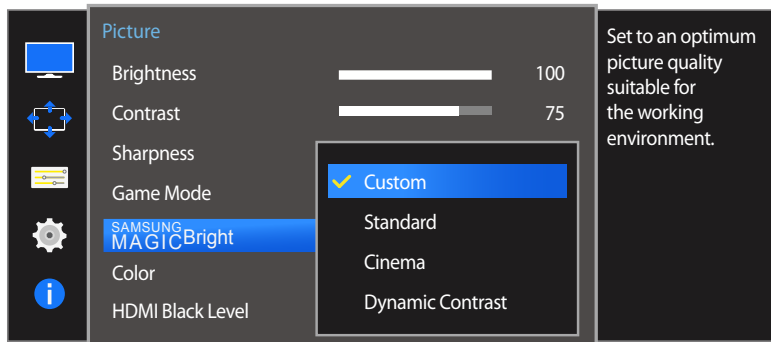 Picture
Brightness 100
Contrast 75
Sharpness
Game Mode
SAMSUNG
MAGICBright
Color
HDMI Black Level
Custom
Standard
Cinema
Dynamic Contrast
Set to an optimum
picture quality
suitable for
the working
environment.
i